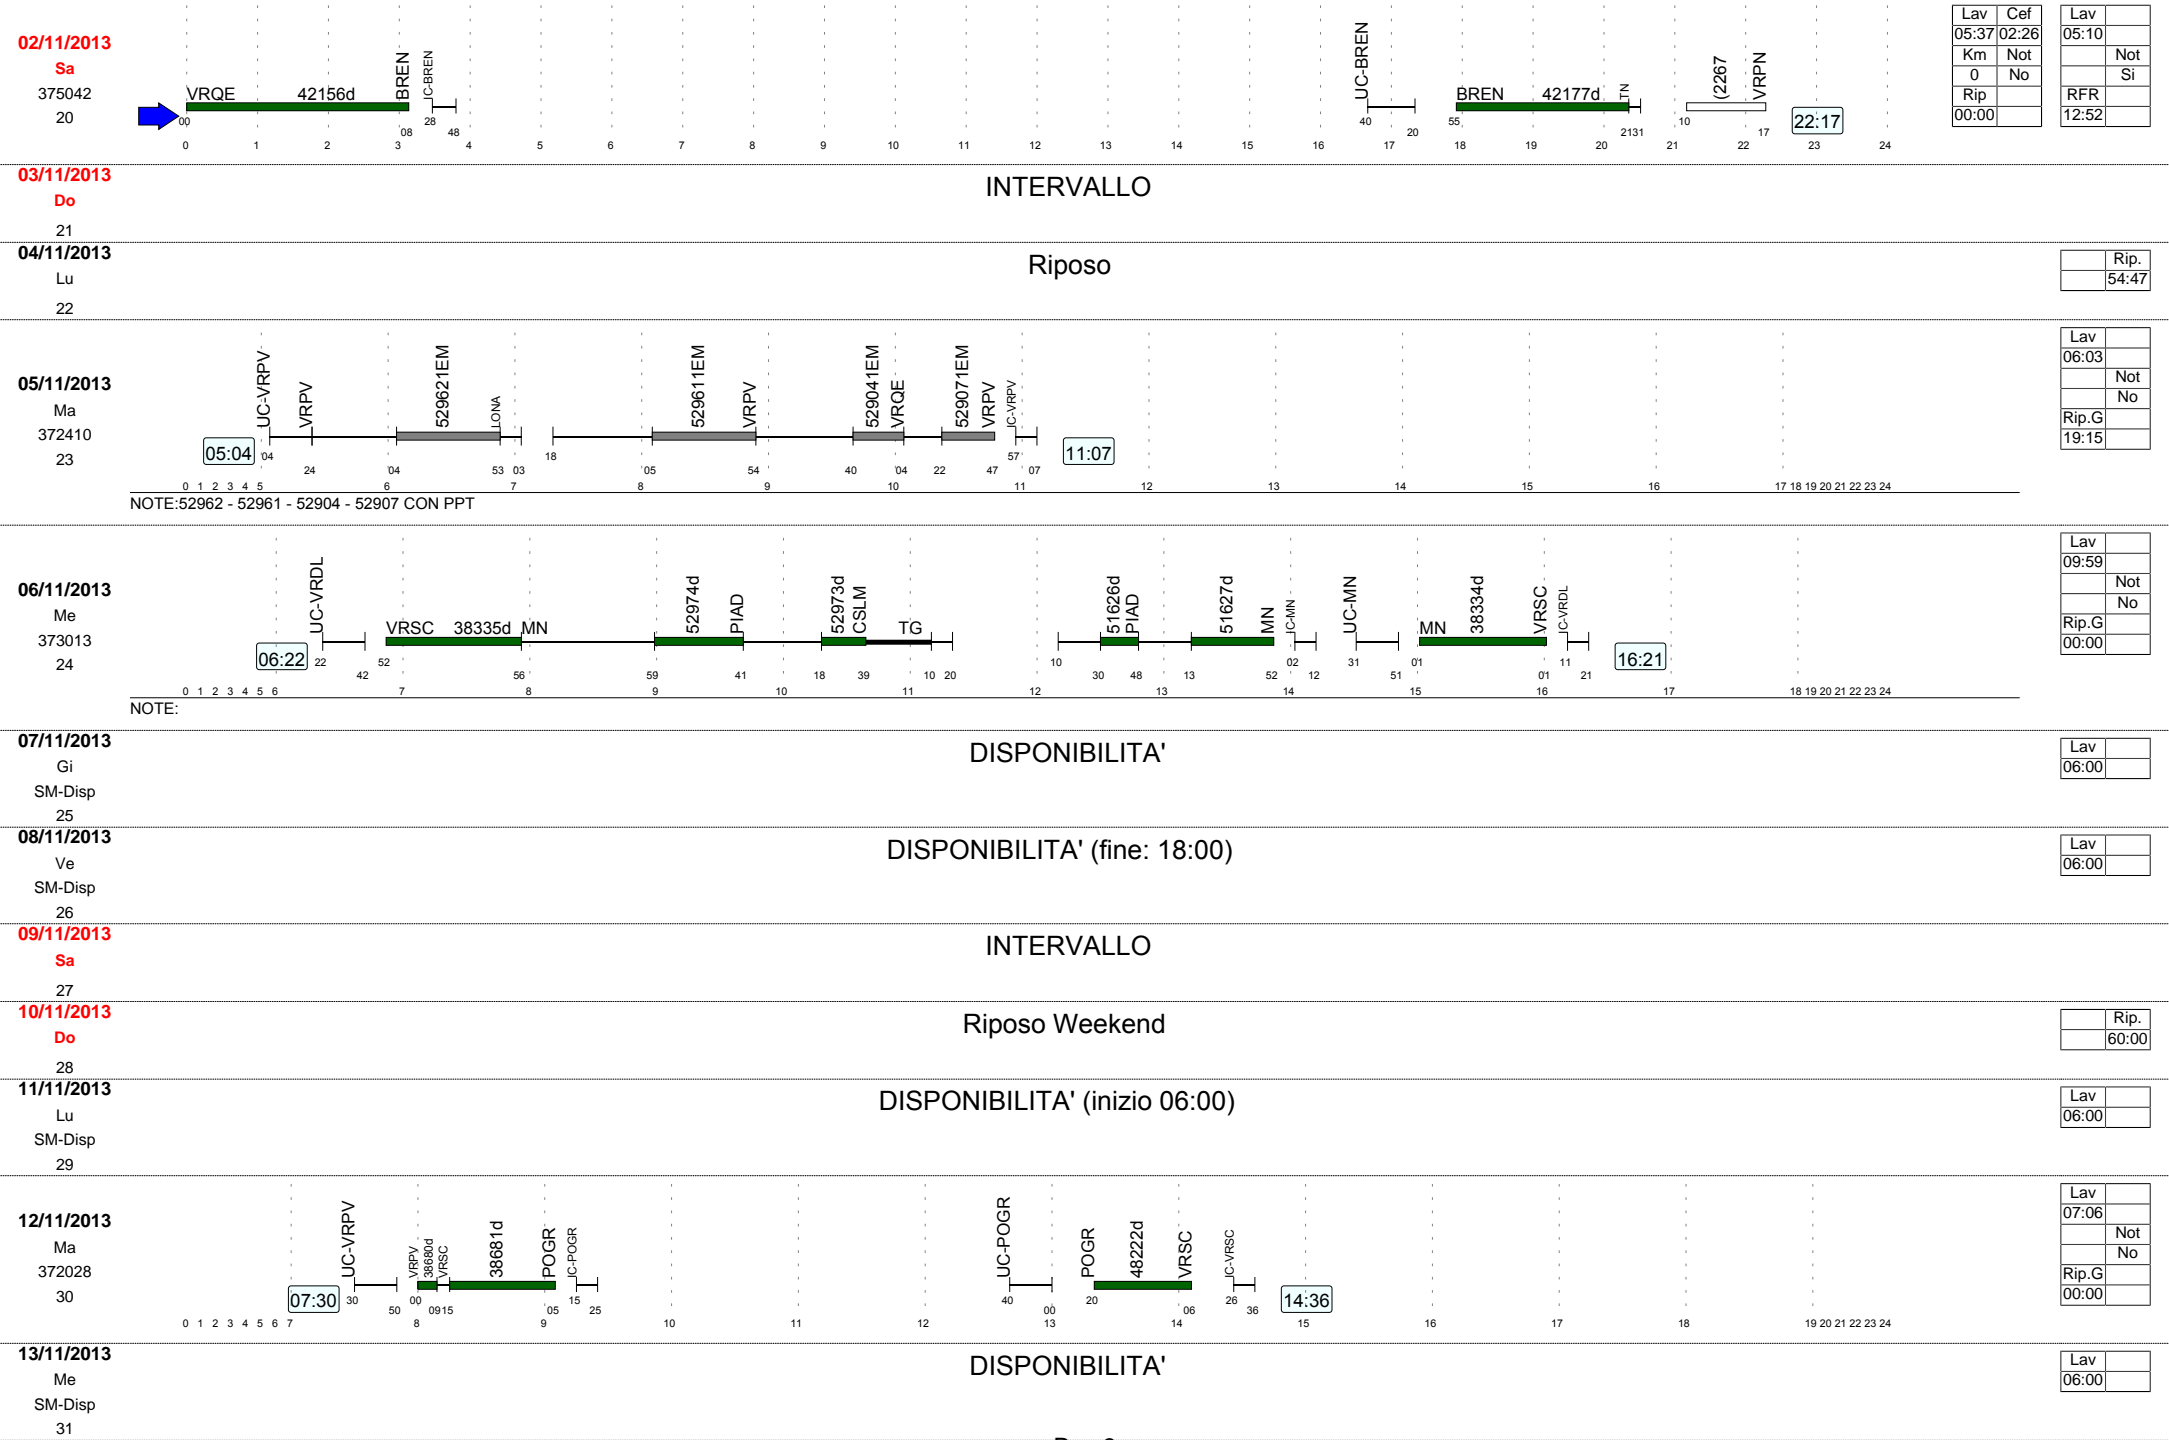 02/11/2013
Sa
375042
20
VRQE 42156d BREN IC-BREN UC-BREN BREN 42177d TN (2267 VRPN
00 08 28 48 40 20 55 2131 10 17 22:17
0 1 2 3 4 5 6 7 8 9 10 11 12 13 14 15 16 17 18 19 20 21 22 23 24
Lav Cef
05:37 02:26
Km Not
0 No
Rip
00:00
Lav
05:10
Not
Si
RFR
12:52
03/11/2013
Do
21
INTERVALLO
04/11/2013
Lu
22
Riposo
Rip.
54:47
05/11/2013
Ma
372410
23
UC-VRPV VRPV 529621EM LONA 529611EM VRPV 529041EM VRQE 529071EM VRPV IC-VRPV
05:04 04 24 04 53 03 18 05 54 40 04 22 47 57 07 11:07
0 1 2 3 4 5 6 7 8 9 10 11 12 13 14 15 16 17 18 19 20 21 22 23 24
NOTE:52962 - 52961 - 52904 - 52907 CON PPT
Lav
06:03
Not
No
Rip.G
19:15
06/11/2013
Me
373013
24
UC-VRDL VRSC 38335d MN 52974d PIAD 52973d CSLM TG 51626d PIAD 51627d MN IC-MN UC-MN MN 38334d VRSC IC-VRDL
06:22 22 42 52 56 59 41 18 39 10 20 10 30 48 13 52 02 12 31 51 01 01 11 21 16:21
0 1 2 3 4 5 6 7 8 9 10 11 12 13 14 15 16 17 18 19 20 21 22 23 24
NOTE:
Lav
09:59
Not
No
Rip.G
00:00
07/11/2013
Gi
SM-Disp
25
DISPONIBILITA'
Lav
06:00
08/11/2013
Ve
SM-Disp
26
DISPONIBILITA' (fine: 18:00)
Lav
06:00
09/11/2013
Sa
27
INTERVALLO
10/11/2013
Do
28
Riposo Weekend
Rip.
60:00
11/11/2013
Lu
SM-Disp
29
DISPONIBILITA' (inizio 06:00)
Lav
06:00
12/11/2013
Ma
372028
30
UC-VRPV VRPV 38680d VRSC 38681d POGR IC-POGR UC-POGR POGR 48222d VRSC IC-VRSC
07:30 30 50 00 0915 05 15 25 40 00 20 06 26 36 14:36
0 1 2 3 4 5 6 7 8 9 10 11 12 13 14 15 16 17 18 19 20 21 22 23 24
Lav
07:06
Not
No
Rip.G
00:00
13/11/2013
Me
SM-Disp
31
DISPONIBILITA'
Lav
06:00